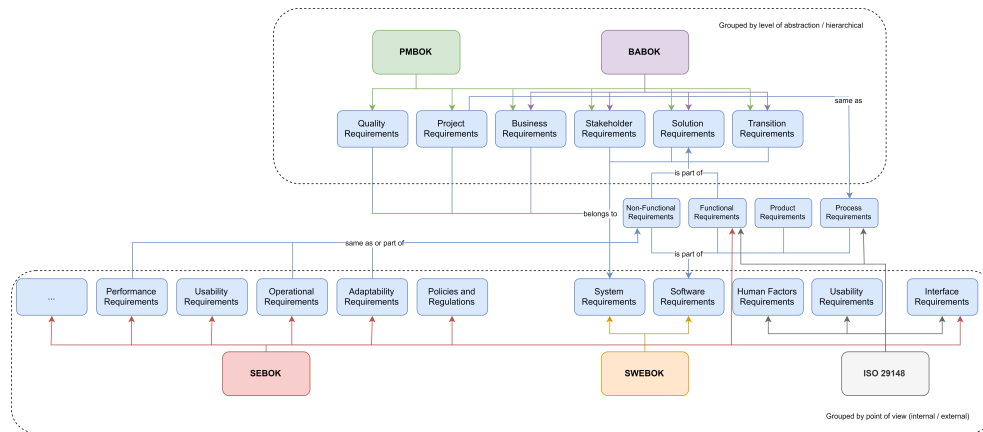 Grouped by level of abstraction / hierarchical
PMBOK
BABOK
same as
Quality
Requirements
Project
Requirements
Business
Requirements
Stakeholder
Requirements
Solution
Requirements
Transition
Requirements
is part of
Non-Functional
Requirements
Functional
Requirements
Product
Requirements
Process
Requirements
belongs to
same as or part of
is part of
...
Performance
Requirements
Usability
Requirements
Operational
Requirements
Adaptability
Requirements
Policies and
Regulations
System
Requirements
Software
Requirements
Human Factors
Requirements
Usability
Requirements
Interface
Requirements
SEBOK
SWEBOK
ISO 29148
Grouped by point of view (internal / external)